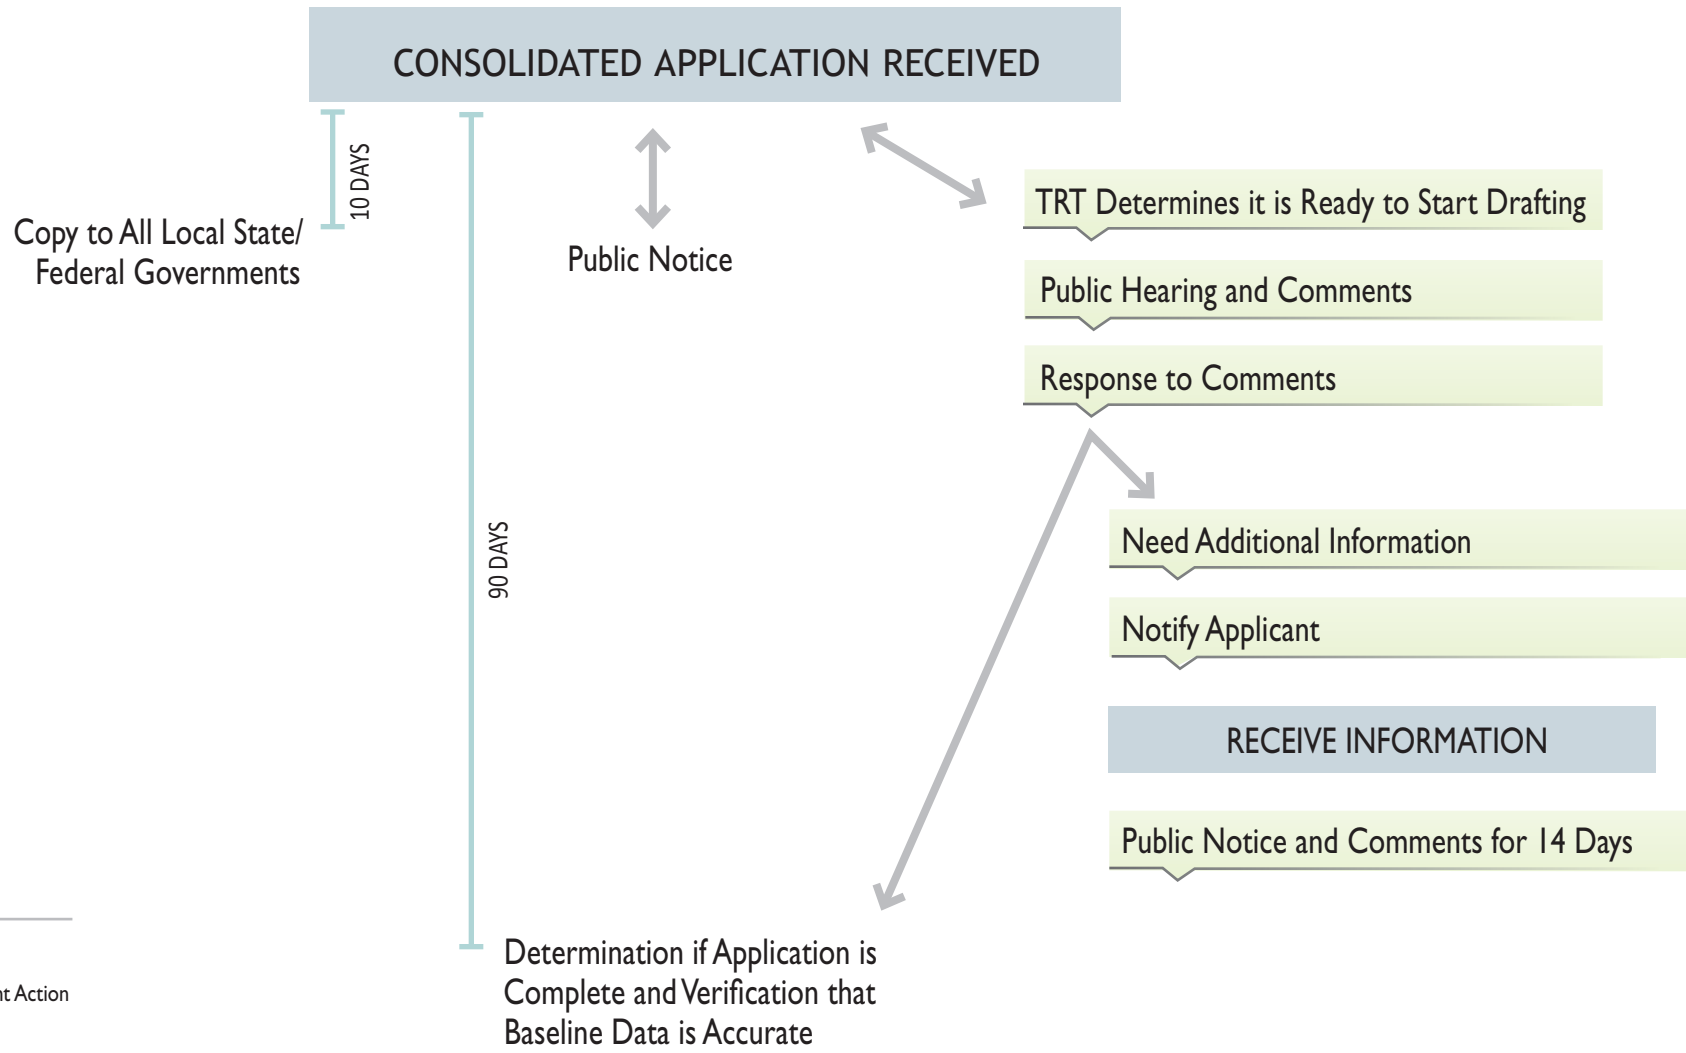 CONSOLIDATED APPLICATION RECEIVED
10 DAYS
Copy to All Local State/
Federal Governments
Public Notice
TRT Determines it is Ready to Start Drafting
Public Hearing and Comments
Response to Comments
90 DAYS
Need Additional Information
Notify Applicant
RECEIVE INFORMATION
Public Notice and Comments for 14 Days
Determination if Application is
Complete and Verification that
Baseline Data is Accurate
Action